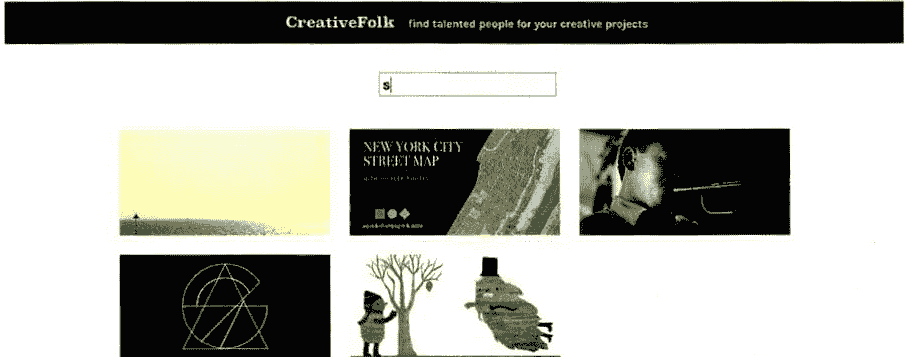 CreativeFolk find talented people for your creative projects
s
NEW YORK CITY
STREET MAP